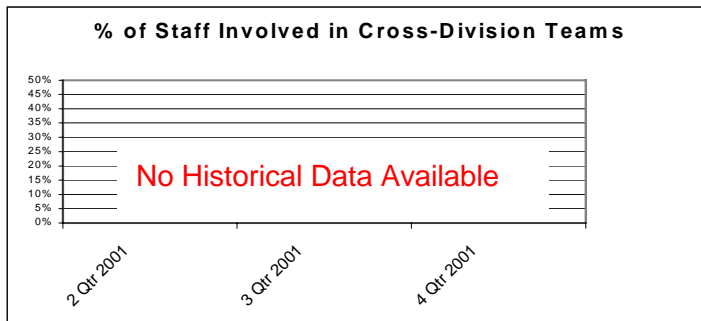 % of Staff Involved in Cross-Division Teams
50%
45%
40%
35%
30%
25%
20%
15%
10%
5%
0%
No Historical Data Available
2 Qtr 2001
3 Qtr 2001
4 Qtr 2001